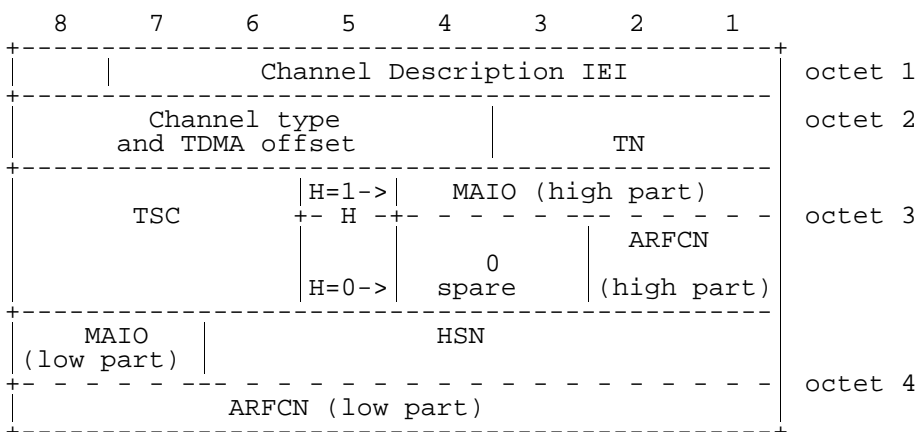 8 7 6 5 4 3 2 1
Channel Description IEI octet 1
Channel type octet 2
and TDMA offset TN
H=1-> MAIO (high part)
TSC H octet 3
ARFCN
0
H=0-> spare (high part)
MAIO HSN
(low part)
octet 4
ARFCN (low part)